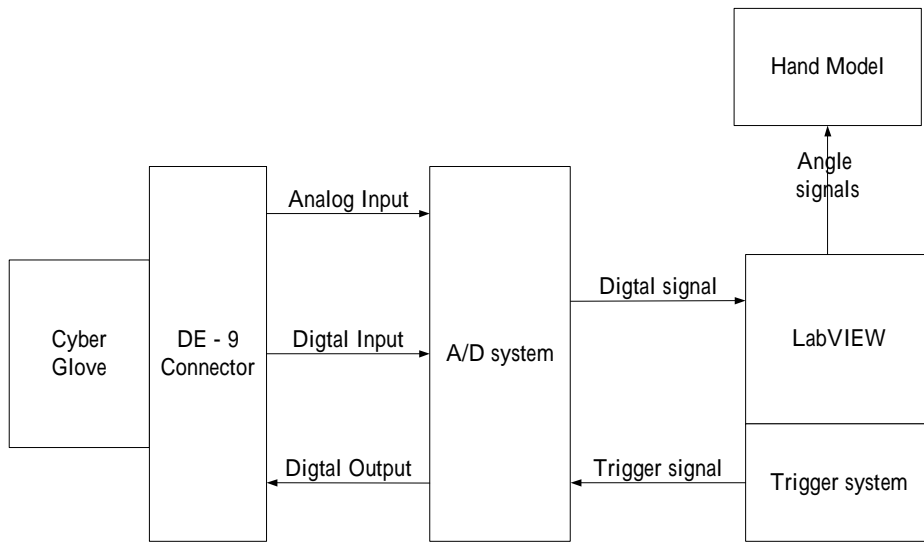 Hand Model
Angle
signals
Analog Input
Digtal signal
Cyber
Glove
DE - 9
Connector
Digtal Input
A/D system
LabVIEW
Digtal Output
Trigger signal
Trigger system